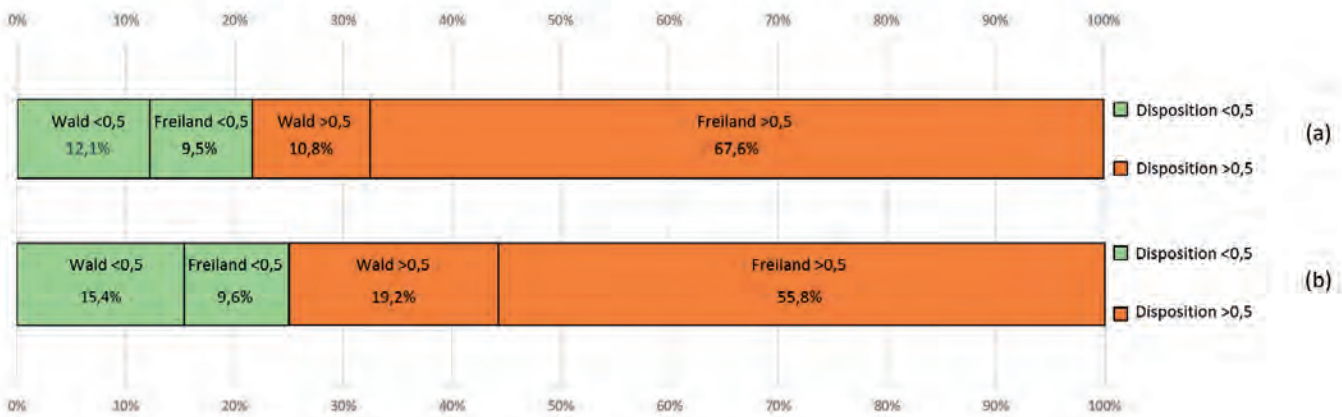 0% 10% 20% 30% 40% 50% 60% 70% 80% 90% 100%
Wald <0,5 Freiland <0,5 Wald >0,5 Freiland >0,5
12,1% 9,5% 10,8% 67,6%
Disposition <0,5
Disposition >0,5
(a)
Wald <0,5 Freiland <0,5 Wald >0,5 Freiland >0,5
15,4% 9,6% 19,2% 55,8%
Disposition <0,5
Disposition >0,5
(b)
0% 10% 20% 30% 40% 50% 60% 70% 80% 90% 100%